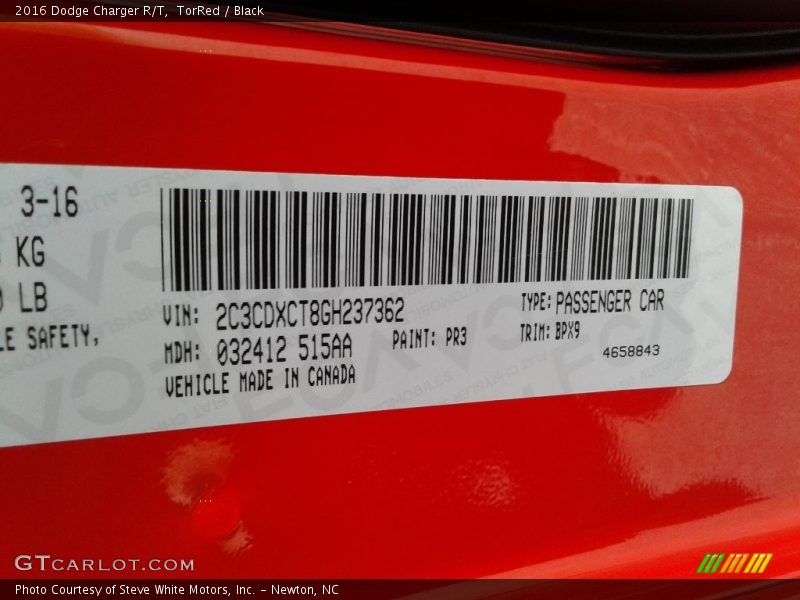 2016 Dodge Charger R/T,  TorRed / Black
3-16
KG
LB
LE SAFETY,
VIN: 2C3CDXCT8GH237362
TYPE: PASSENGER CAR
MDH: 032412 515AA
PAINT: PR3
TRIM: BPX9
VEHICLE MADE IN CANADA
4658843
GTCARLOT.COM
Photo Courtesy of Steve White Motors, Inc. – Newton, NC